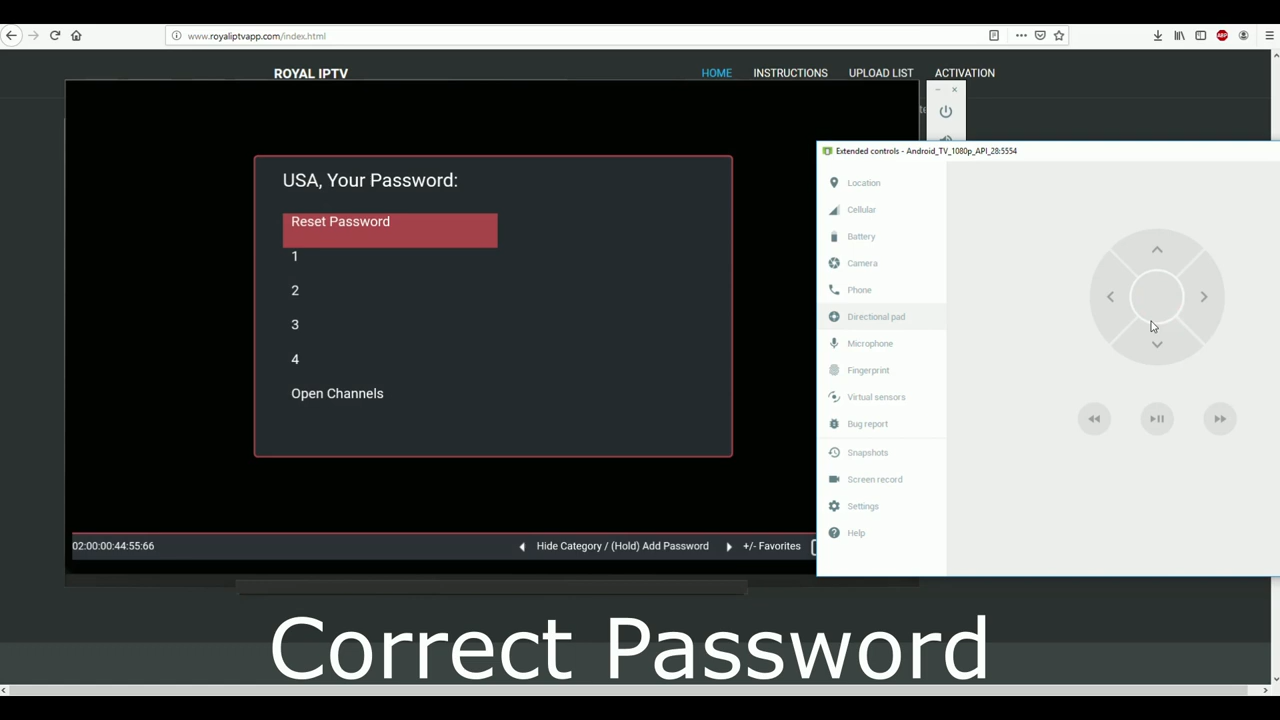 www.royaliptvapp.com/index.html
ABP
ROYAL IPTV
HOME INSTRUCTIONS UPLOAD LIST ACTIVATION
Extended controls - Android_TV_1080p_API_28:5554
USA, Your Password:
Reset Password
1
2
3
4
Open Channels
Location
Cellular
Battery
Camera
Phone
Directional pad
Microphone
Fingerprint
Virtual sensors
Bug report
Snapshots
Screen record
Settings
Help
02:00:00:44:55:66 Hide Category / (Hold) Add Password +/- Favorites
Correct Password